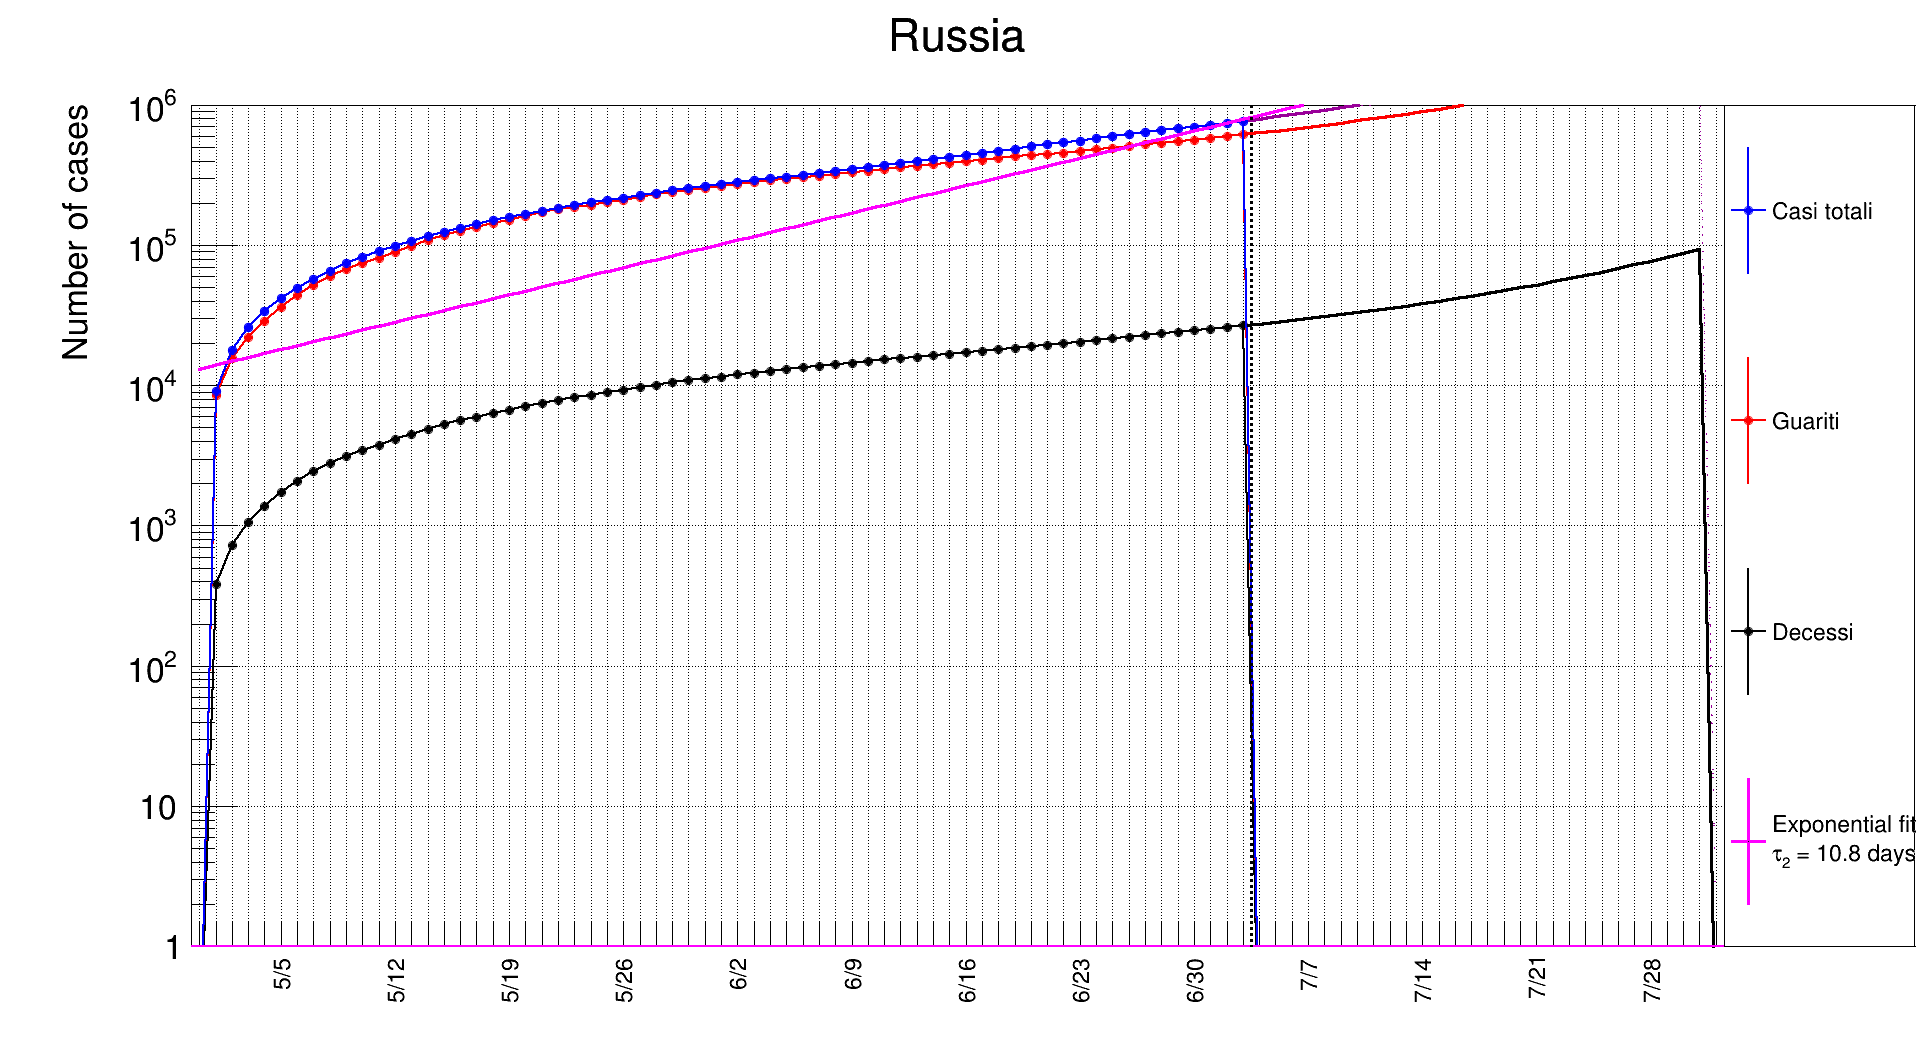 Russia
Number of cases
10^6
10^5
10^4
10^3
10^2
10
1
5/5
5/12
5/19
5/26
6/2
6/9
6/16
6/23
6/30
7/7
7/14
7/21
7/28
Casi totali
Guariti
Decessi
Exponential fit
τ_2 = 10.8 days